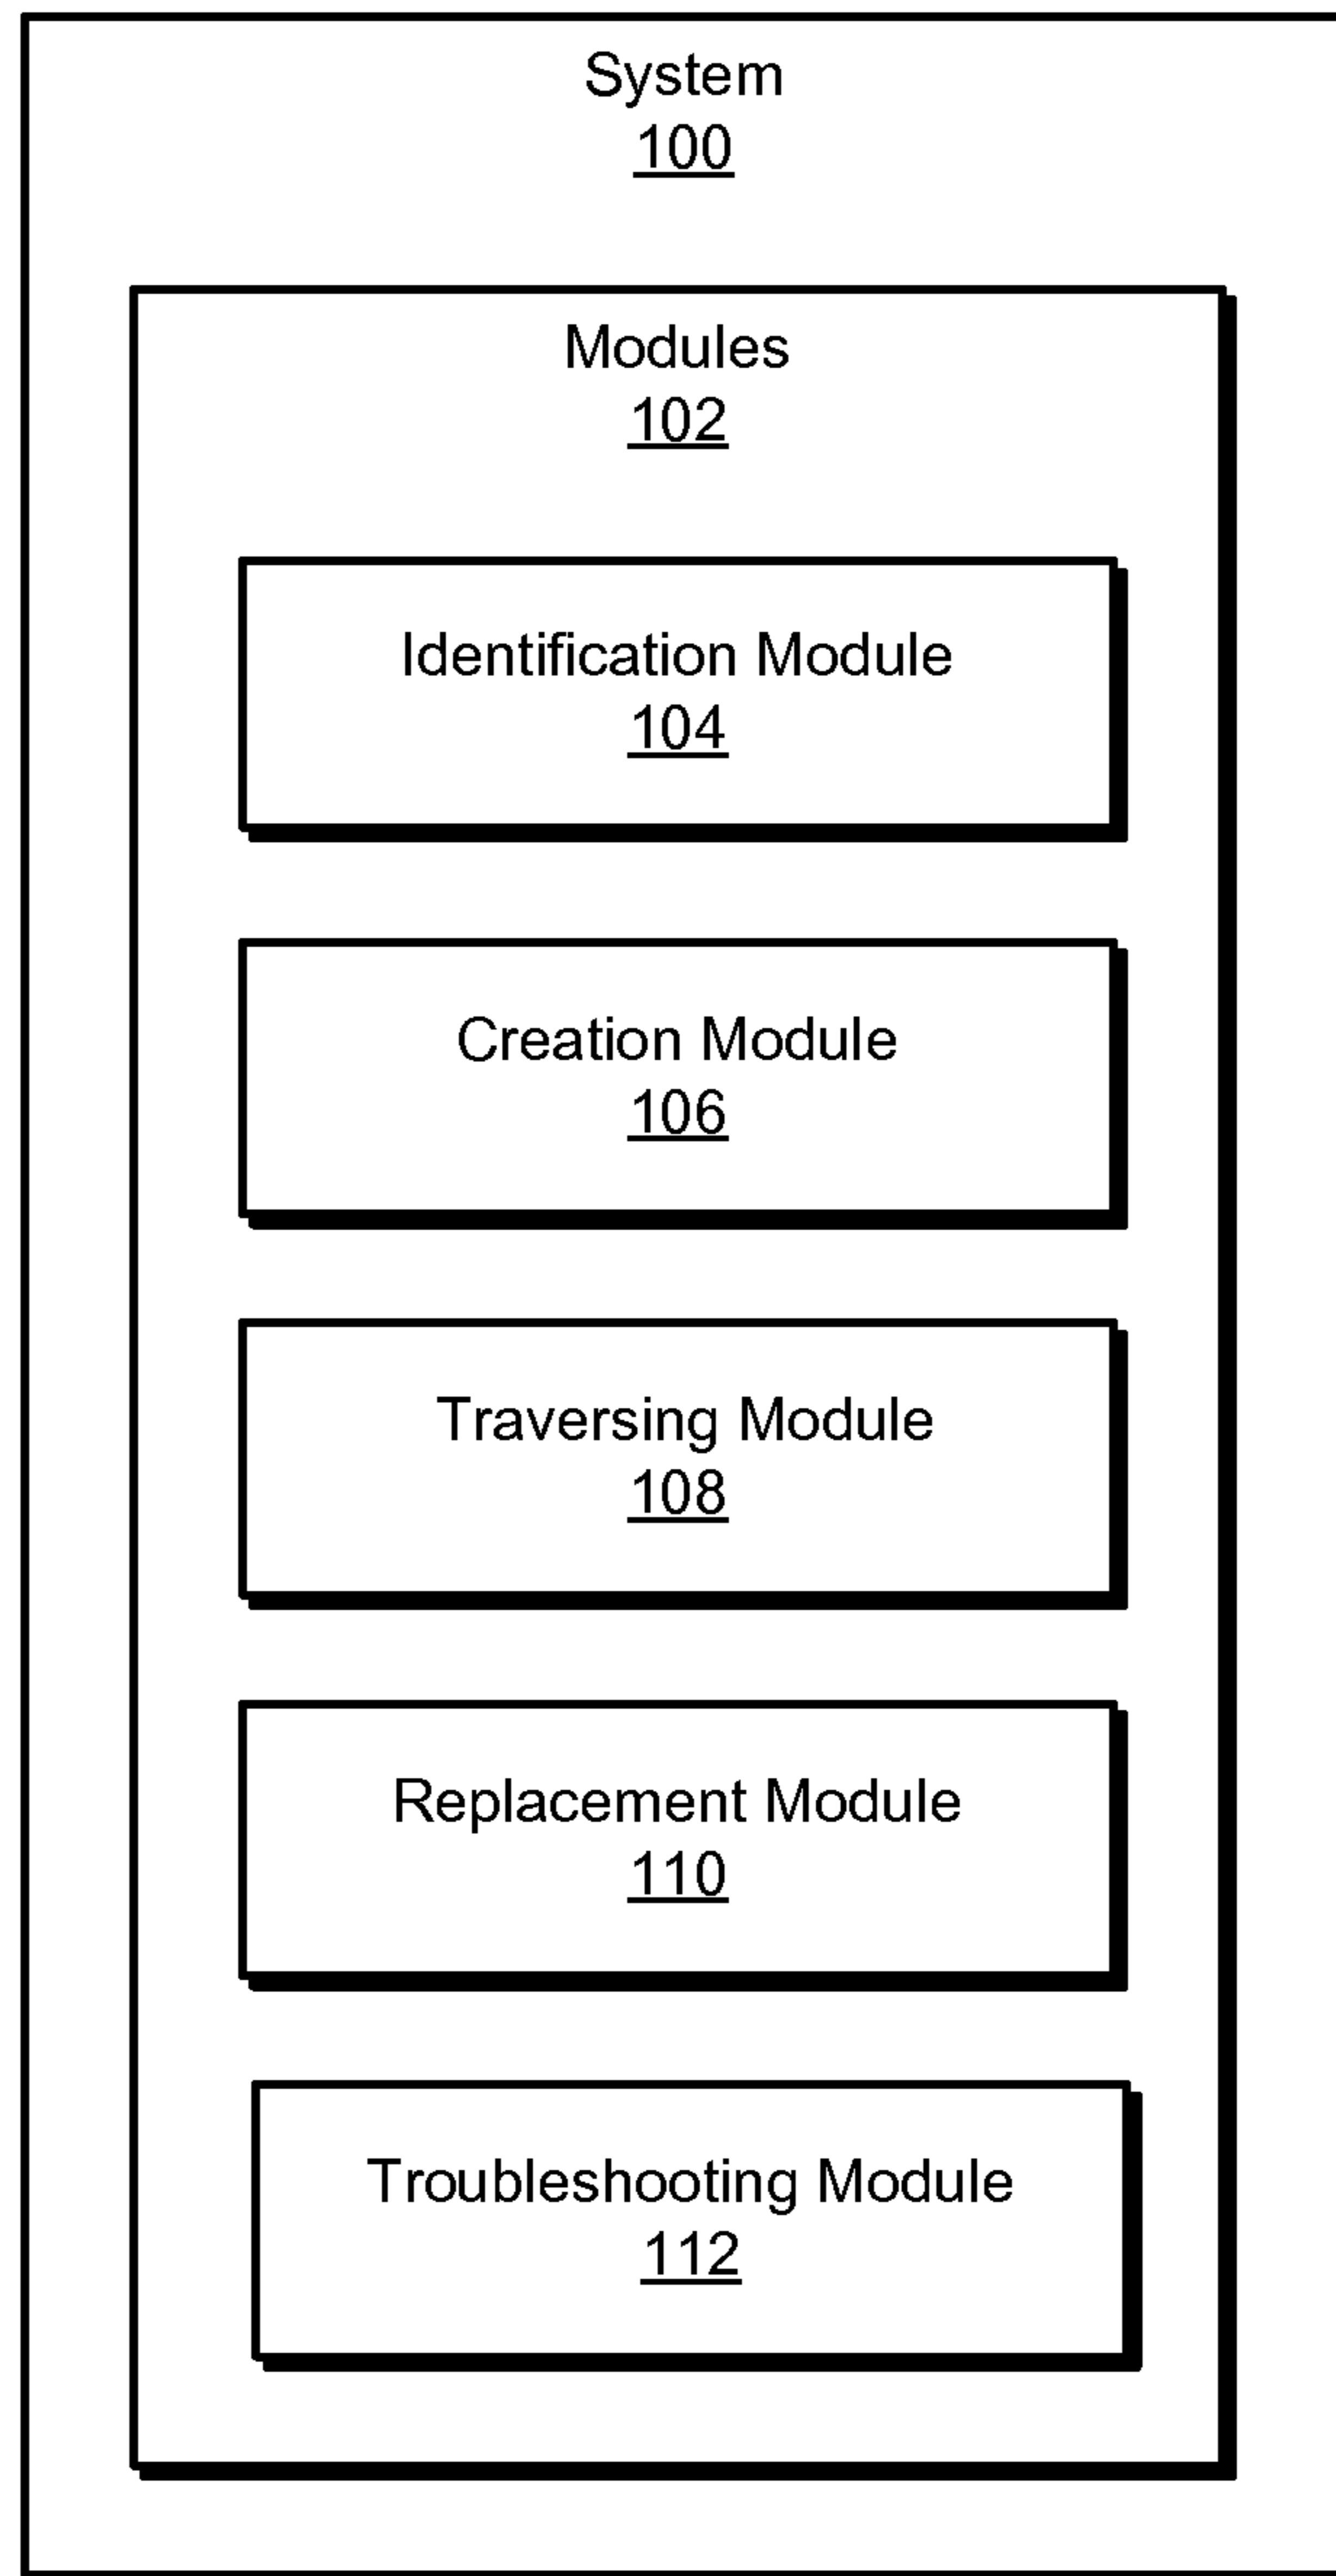 System
100
Modules
102
Identification Module
104
Creation Module
106
Traversing Module
108
Replacement Module
110
Troubleshooting Module
112